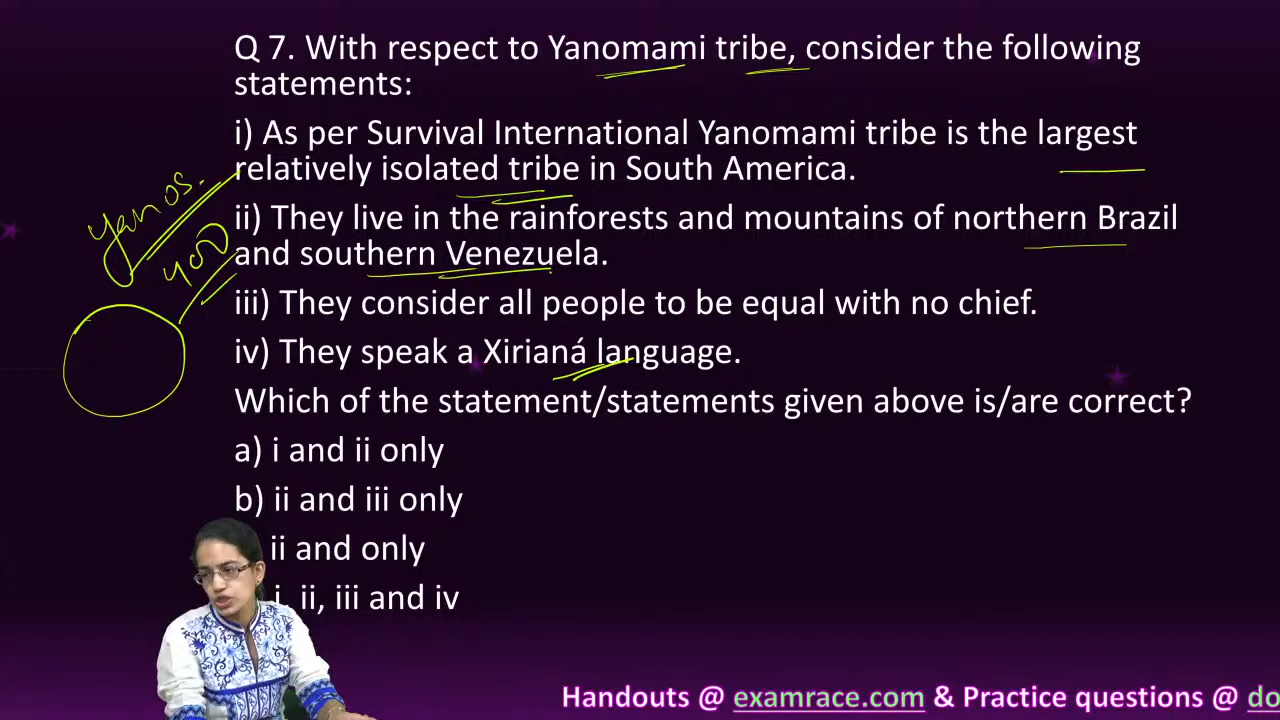 Q 7. With respect to Yanomami tribe, consider the following
statements:
i) As per Survival International Yanomami tribe is the largest
relatively isolated tribe in South America.
ii) They live in the rainforests and mountains of northern Brazil
and southern Venezuela.
iii) They consider all people to be equal with no chief.
iv) They speak a Xirianá language.
Which of the statement/statements given above is/are correct?
a) i and ii only
b) ii and iii only
ii and only
i, ii, iii and iv
yanos.
400
Handouts @ examrace.com & Practice questions @ do